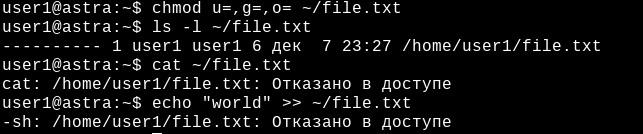 user1@astra:~$ chmod u=,g=,o= ~/file.txt
user1@astra:~$ ls -l ~/file.txt
---------- 1 user1 user1 6 дек  7 23:27 /home/user1/file.txt
user1@astra:~$ cat ~/file.txt
cat: /home/user1/file.txt: Отказано в доступе
user1@astra:~$ echo "world" >> ~/file.txt
-sh: /home/user1/file.txt: Отказано в доступе